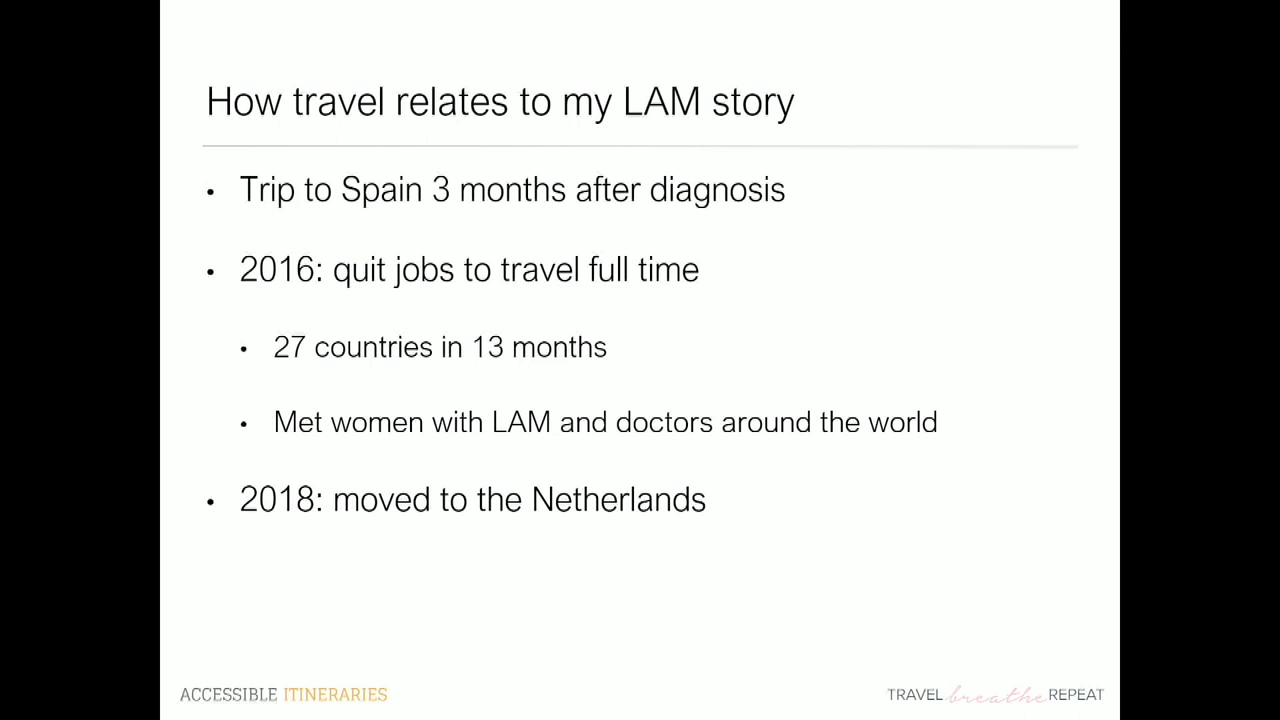 How travel relates to my LAM story
• Trip to Spain 3 months after diagnosis
• 2016: quit jobs to travel full time
• 27 countries in 13 months
• Met women with LAM and doctors around the world
• 2018: moved to the Netherlands
ACCESSIBLE ITINERARIES
TRAVEL breathe REPEAT